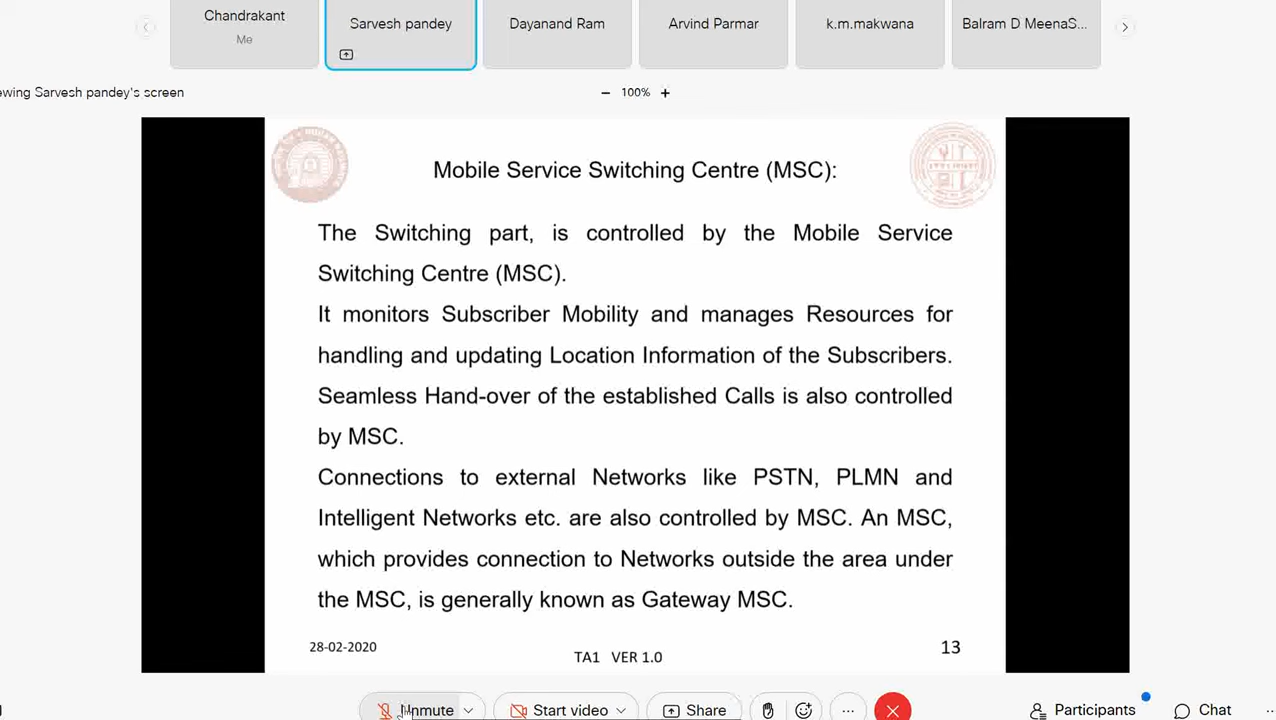 Chandrakant
Me
Sarvesh pandey
Dayanand Ram
Arvind Parmar
k.m.makwana
Balram D MeenaS...
ewing Sarvesh pandey's screen
100%
Mobile Service Switching Centre (MSC):
The Switching part, is controlled by the Mobile Service
Switching Centre (MSC).
It monitors Subscriber Mobility and manages Resources for
handling and updating Location Information of the Subscribers.
Seamless Hand-over of the established Calls is also controlled
by MSC.
Connections to external Networks like PSTN, PLMN and
Intelligent Networks etc. are also controlled by MSC. An MSC,
which provides connection to Networks outside the area under
the MSC, is generally known as Gateway MSC.
28-02-2020
TA1 VER 1.0
13
Unmute
Start video
Share
Participants
Chat